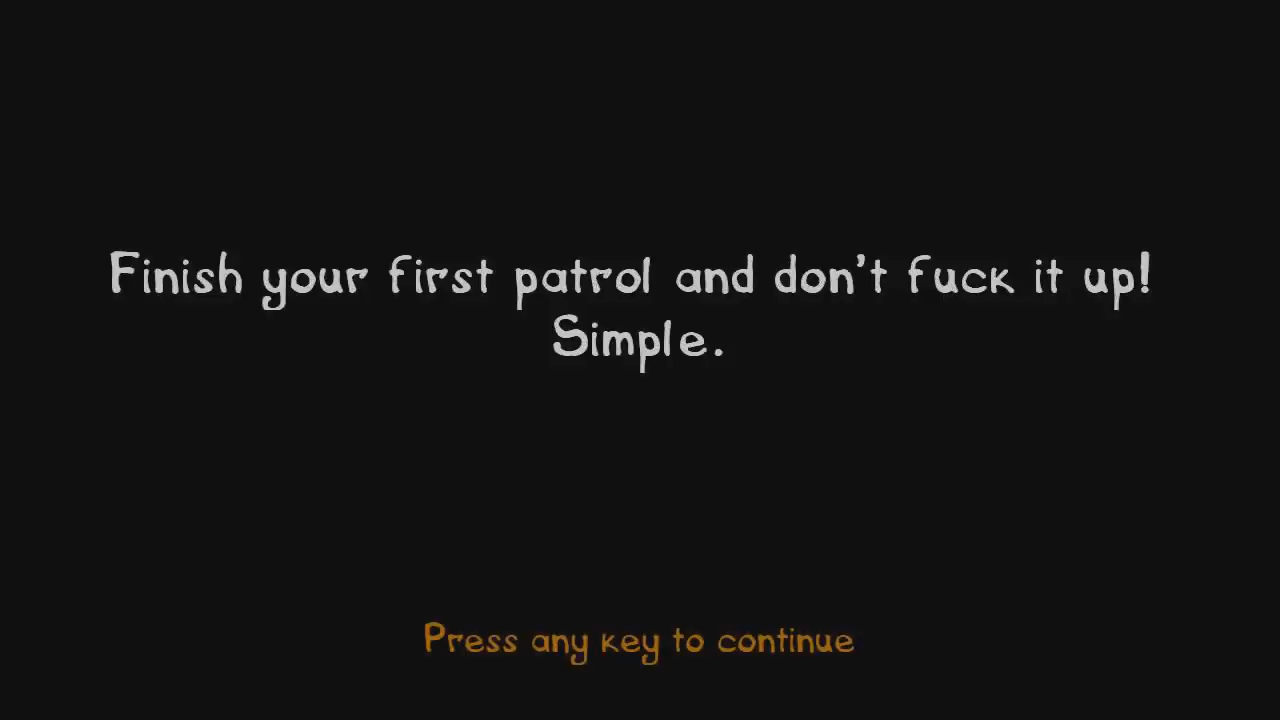 Finish your first patrol and don't fuck it up!
Simple.
Press any key to continue